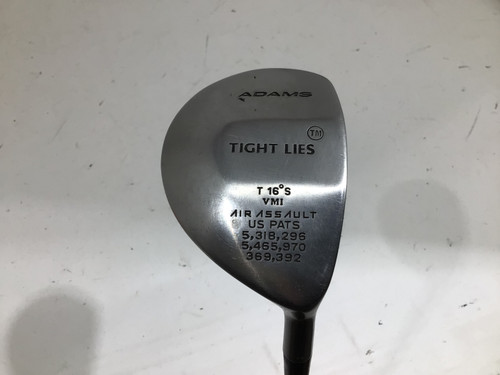 ADAMS
TM
TIGHT LIES
T 16°S
VMI
AIR ASSAULT
US PATS
5,318,296
5,465,970
369,392